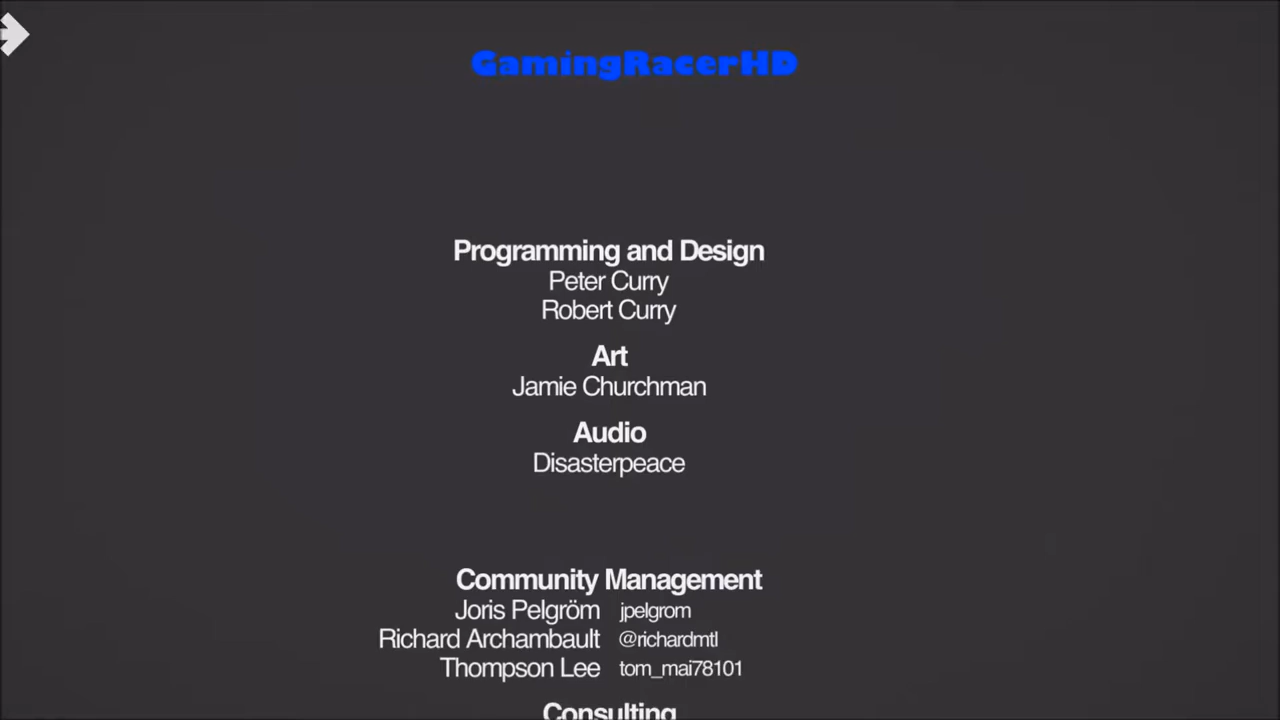 GamingRacerHD
Programming and Design
Peter Curry
Robert Curry
Art
Jamie Churchman
Audio
Disasterpeace
Community Management
Joris Pelgröm jpelgrom
Richard Archambault @richardmtl
Thompson Lee tom_mai78101
Consulting